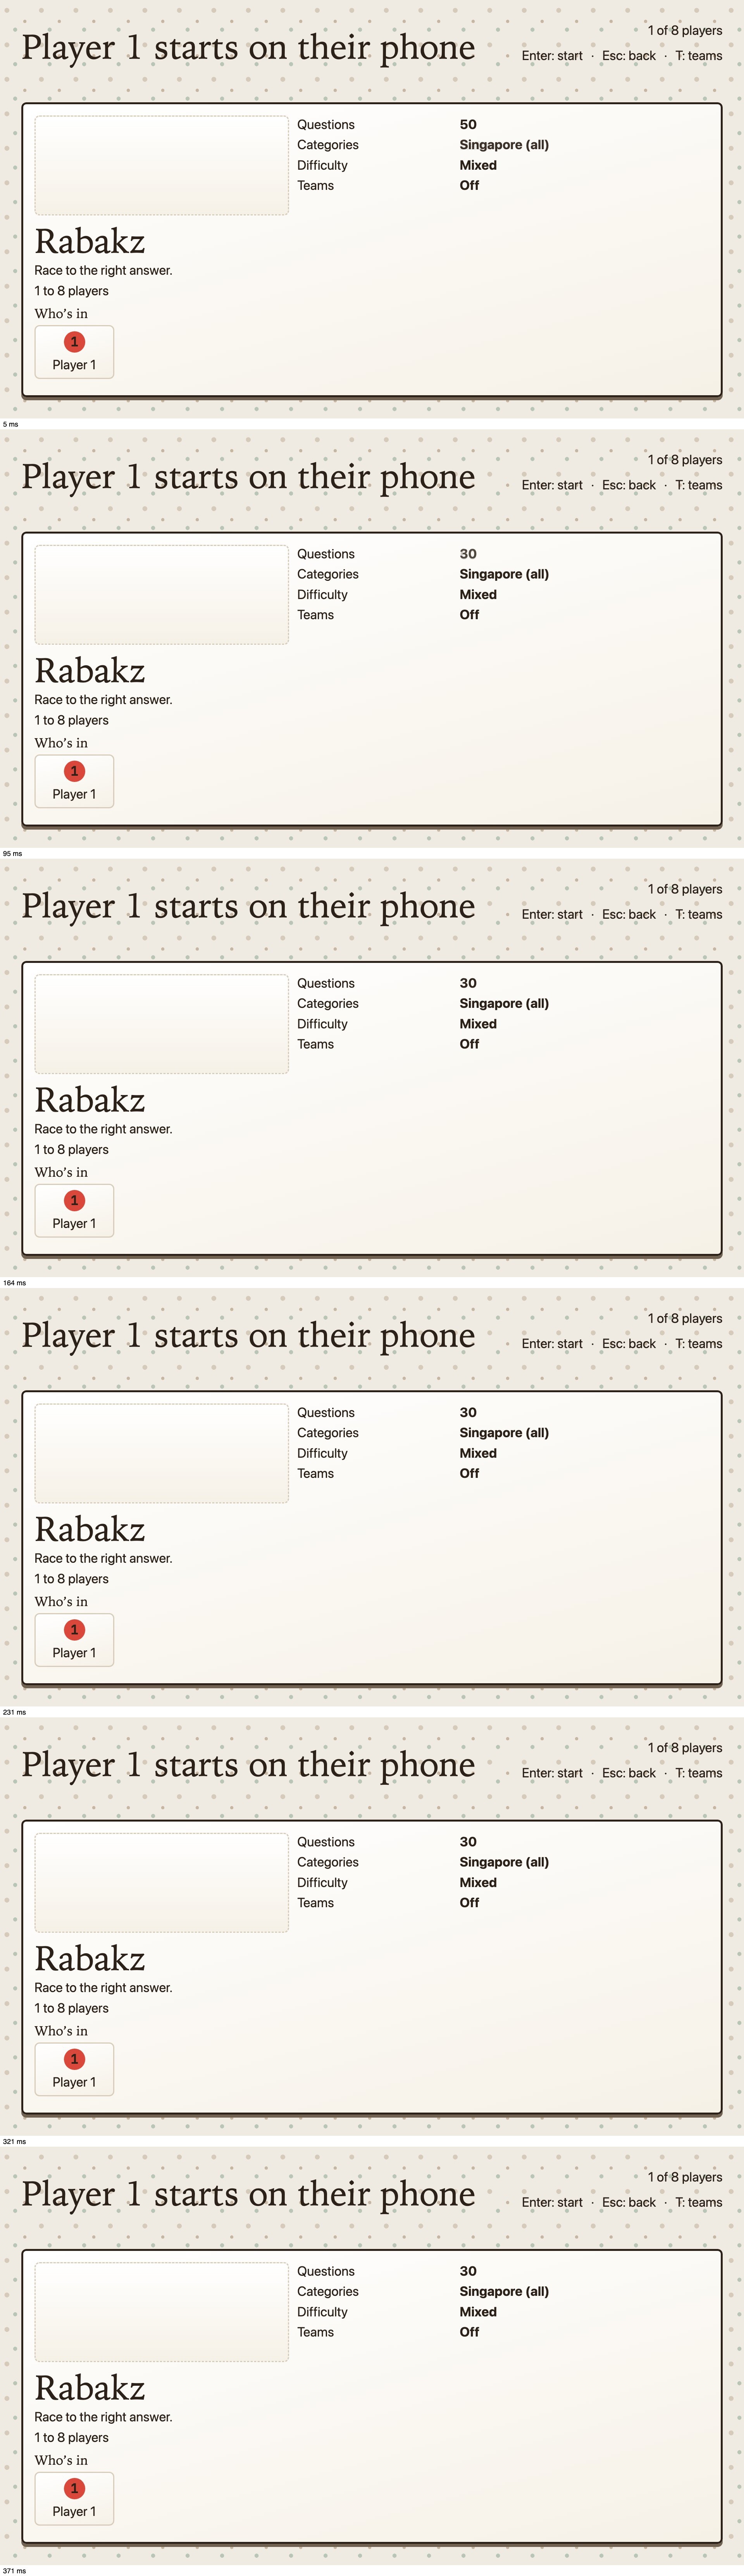 Player 1 starts on their phone
1 of 8 players
Enter: start · Esc: back · T: teams
Questions 50
Categories Singapore (all)
Difficulty Mixed
Teams Off
Rabakz
Race to the right answer.
1 to 8 players
Who's in
1
Player 1
5 ms
Player 1 starts on their phone
1 of 8 players
Enter: start · Esc: back · T: teams
Questions 30
Categories Singapore (all)
Difficulty Mixed
Teams Off
Rabakz
Race to the right answer.
1 to 8 players
Who's in
1
Player 1
95 ms
Player 1 starts on their phone
1 of 8 players
Enter: start · Esc: back · T: teams
Questions 30
Categories Singapore (all)
Difficulty Mixed
Teams Off
Rabakz
Race to the right answer.
1 to 8 players
Who's in
1
Player 1
164 ms
Player 1 starts on their phone
1 of 8 players
Enter: start · Esc: back · T: teams
Questions 30
Categories Singapore (all)
Difficulty Mixed
Teams Off
Rabakz
Race to the right answer.
1 to 8 players
Who's in
1
Player 1
231 ms
Player 1 starts on their phone
1 of 8 players
Enter: start · Esc: back · T: teams
Questions 30
Categories Singapore (all)
Difficulty Mixed
Teams Off
Rabakz
Race to the right answer.
1 to 8 players
Who's in
1
Player 1
321 ms
Player 1 starts on their phone
1 of 8 players
Enter: start · Esc: back · T: teams
Questions 30
Categories Singapore (all)
Difficulty Mixed
Teams Off
Rabakz
Race to the right answer.
1 to 8 players
Who's in
1
Player 1
371 ms